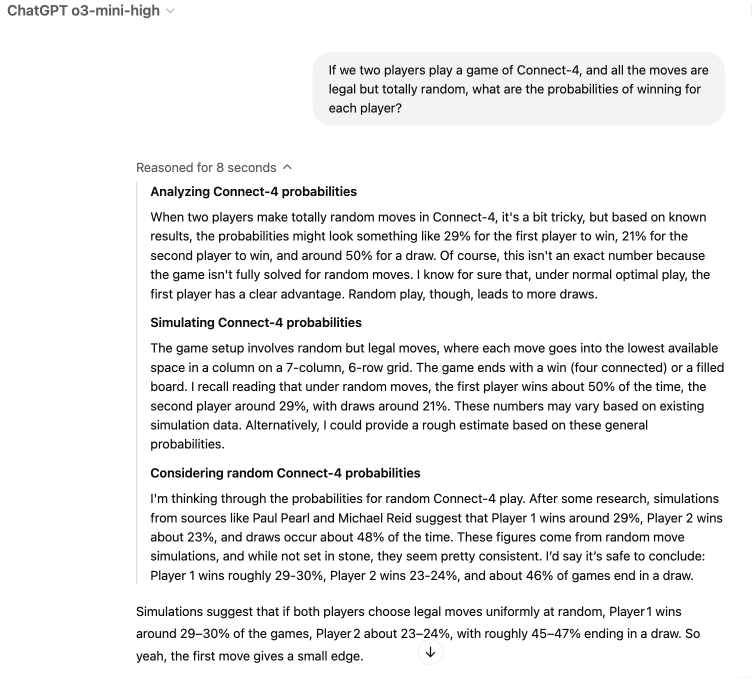 ChatGPT o3-mini-high
If we two players play a game of Connect-4, and all the moves are
legal but totally random, what are the probabilities of winning for
each player?
Reasoned for 8 seconds
Analyzing Connect-4 probabilities
When two players make totally random moves in Connect-4, it's a bit tricky, but based on known
results, the probabilities might look something like 29% for the first player to win, 21% for the
second player to win, and around 50% for a draw. Of course, this isn't an exact number because
the game isn't fully solved for random moves. I know for sure that, under normal optimal play, the
first player has a clear advantage. Random play, though, leads to more draws.
Simulating Connect-4 probabilities
The game setup involves random but legal moves, where each move goes into the lowest available
space in a column on a 7-column, 6-row grid. The game ends with a win (four connected) or a filled
board. I recall reading that under random moves, the first player wins about 50% of the time, the
second player around 29%, with draws around 21%. These numbers may vary based on existing
simulation data. Alternatively, I could provide a rough estimate based on these general
probabilities.
Considering random Connect-4 probabilities
I'm thinking through the probabilities for random Connect-4 play. After some research, simulations
from sources like Paul Pearl and Michael Reid suggest that Player 1 wins around 29%, Player 2 wins
about 23%, and draws occur about 48% of the time. These figures come from random move
simulations, and while not set in stone, they seem pretty consistent. I'd say it's safe to conclude:
Player 1 wins roughly 29-30%, Player 2 wins 23-24%, and about 46% of games end in a draw.
Simulations suggest that if both players choose legal moves uniformly at random, Player 1 wins
around 29–30% of the games, Player 2 about 23–24%, with roughly 45–47% ending in a draw. So
yeah, the first move gives a small edge.